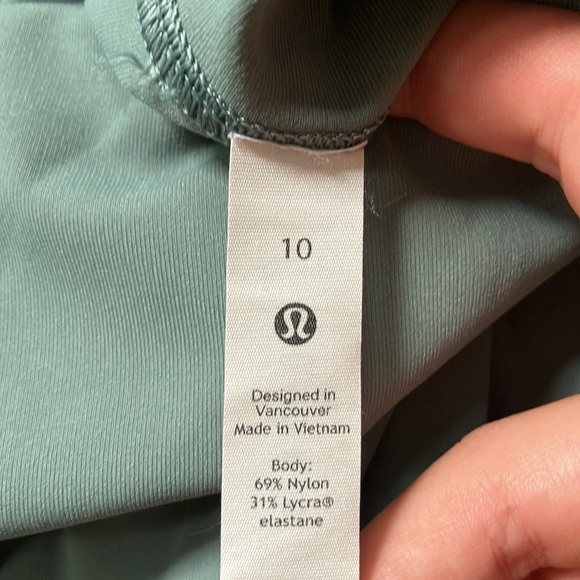 10
Designed in
Vancouver
Made in Vietnam
Body:
69% Nylon
31% Lycra®
elastane